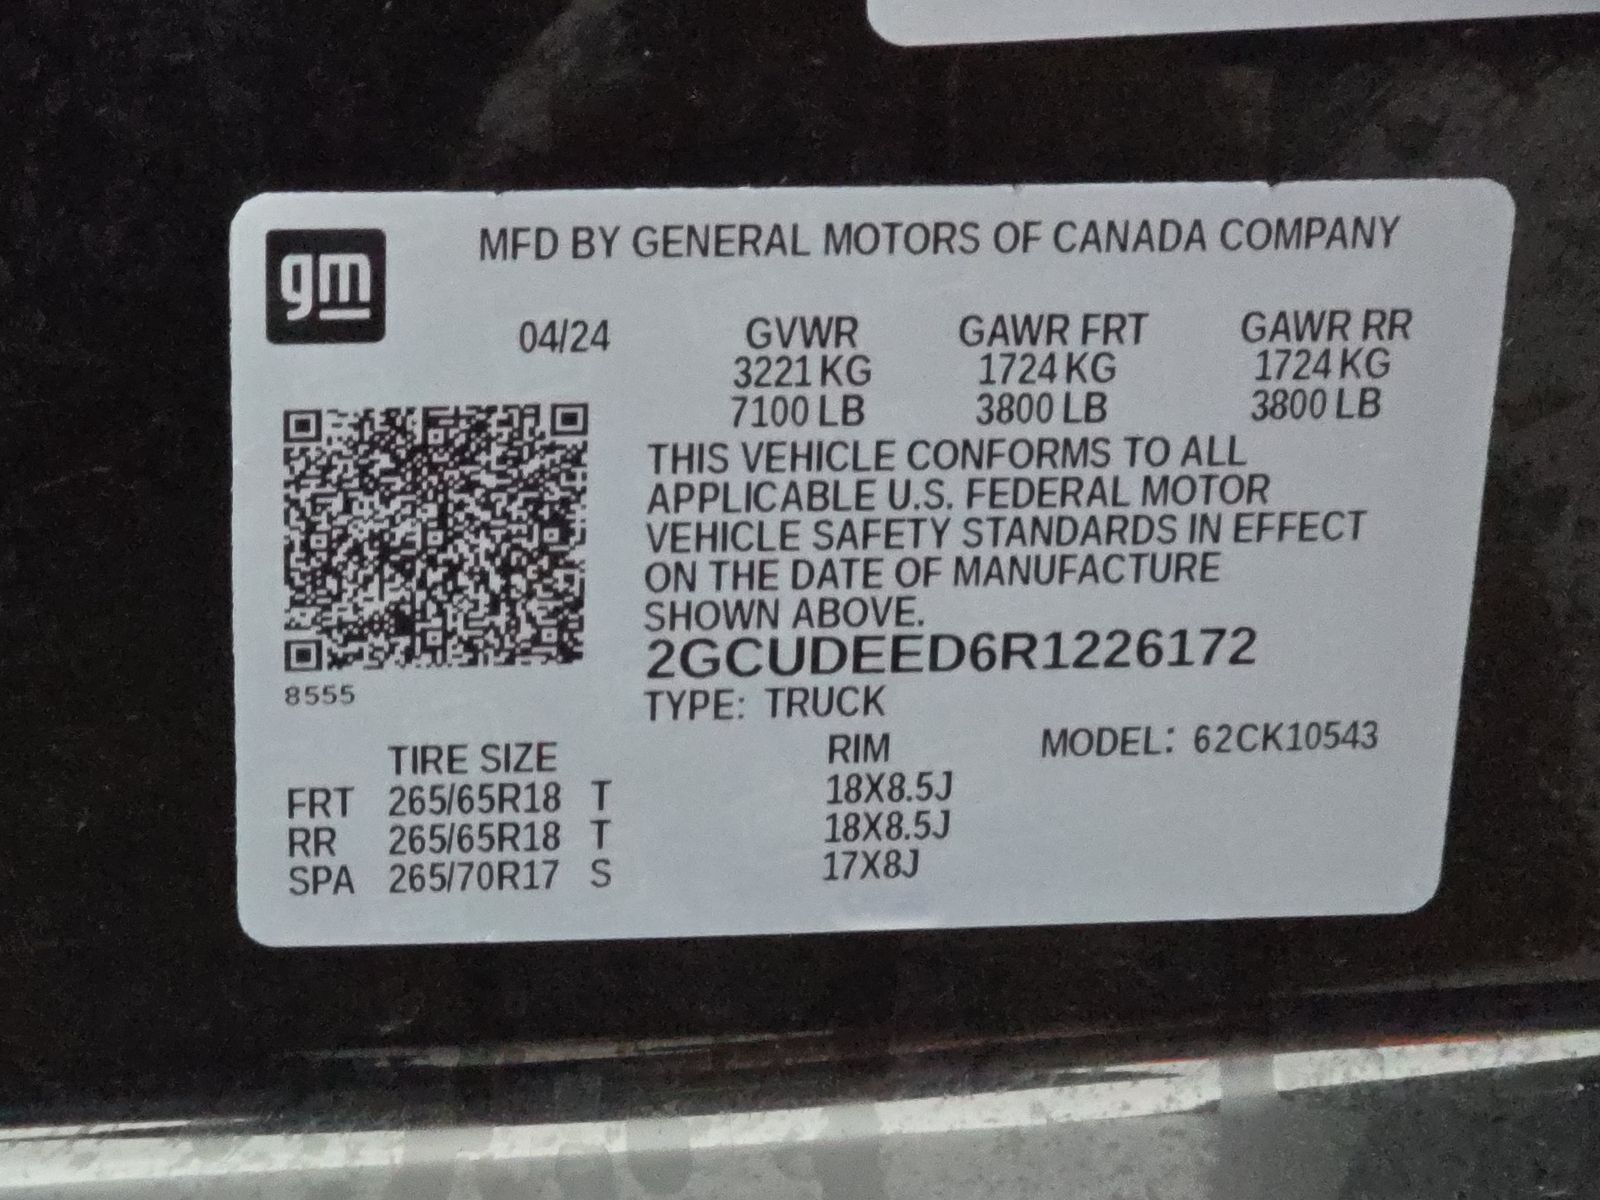 gm
MFD BY GENERAL MOTORS OF CANADA COMPANY
04/24 GVWR GAWR FRT GAWR RR
3221 KG 1724 KG 1724 KG
7100 LB 3800 LB 3800 LB
THIS VEHICLE CONFORMS TO ALL
APPLICABLE U.S. FEDERAL MOTOR
VEHICLE SAFETY STANDARDS IN EFFECT
ON THE DATE OF MANUFACTURE
SHOWN ABOVE.
2GCUDEED6R1226172
8555
TYPE: TRUCK
TIRE SIZE RIM MODEL: 62CK10543
FRT 265/65R18 T 18X8.5J
RR 265/65R18 T 18X8.5J
SPA 265/70R17 S 17X8J